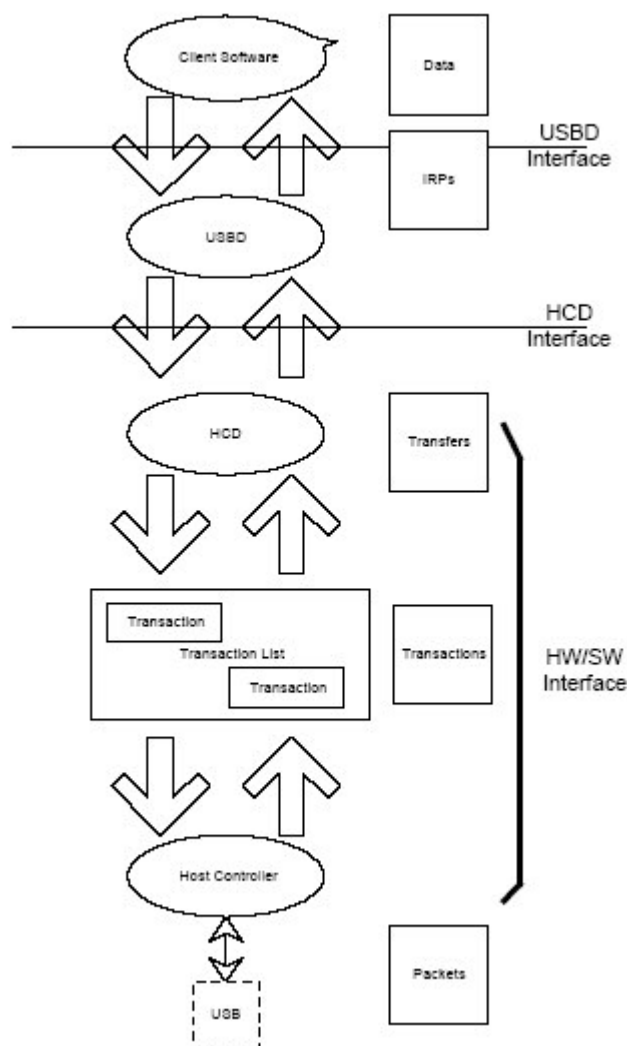 Client Software
Data
USBD
Interface
IRPs
USBD
HCD
Interface
HCD
Transfers
Transaction
Transaction List
Transaction
Transactions
HW/SW
Interface
Host Controller
Packets
USB